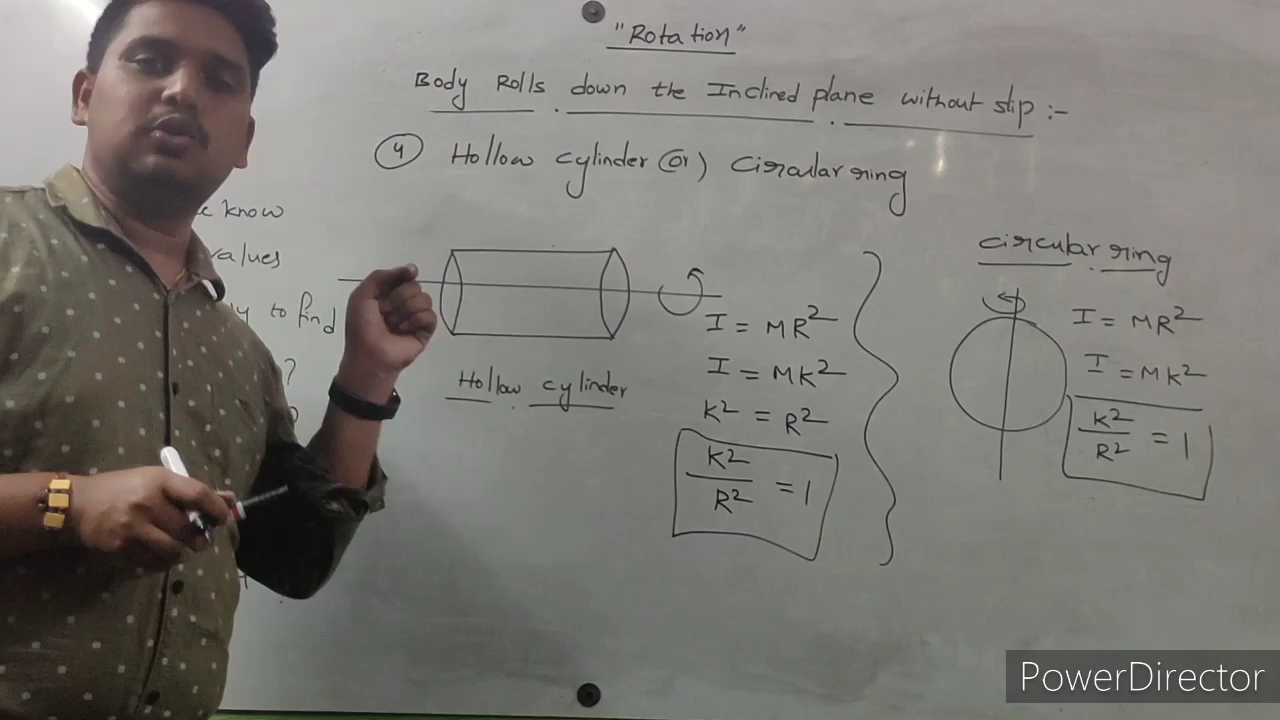 "Rotation"
Body Rolls down the Inclined plane without slip :-
④ Hollow cylinder (or) circular ring
know
values
to find
?
Hollow cylinder
I = MR²
I = MK²
K² = R²
K²/R² = 1
circular ring
I = MR²
I = MK²
K²/R² = 1
PowerDirector